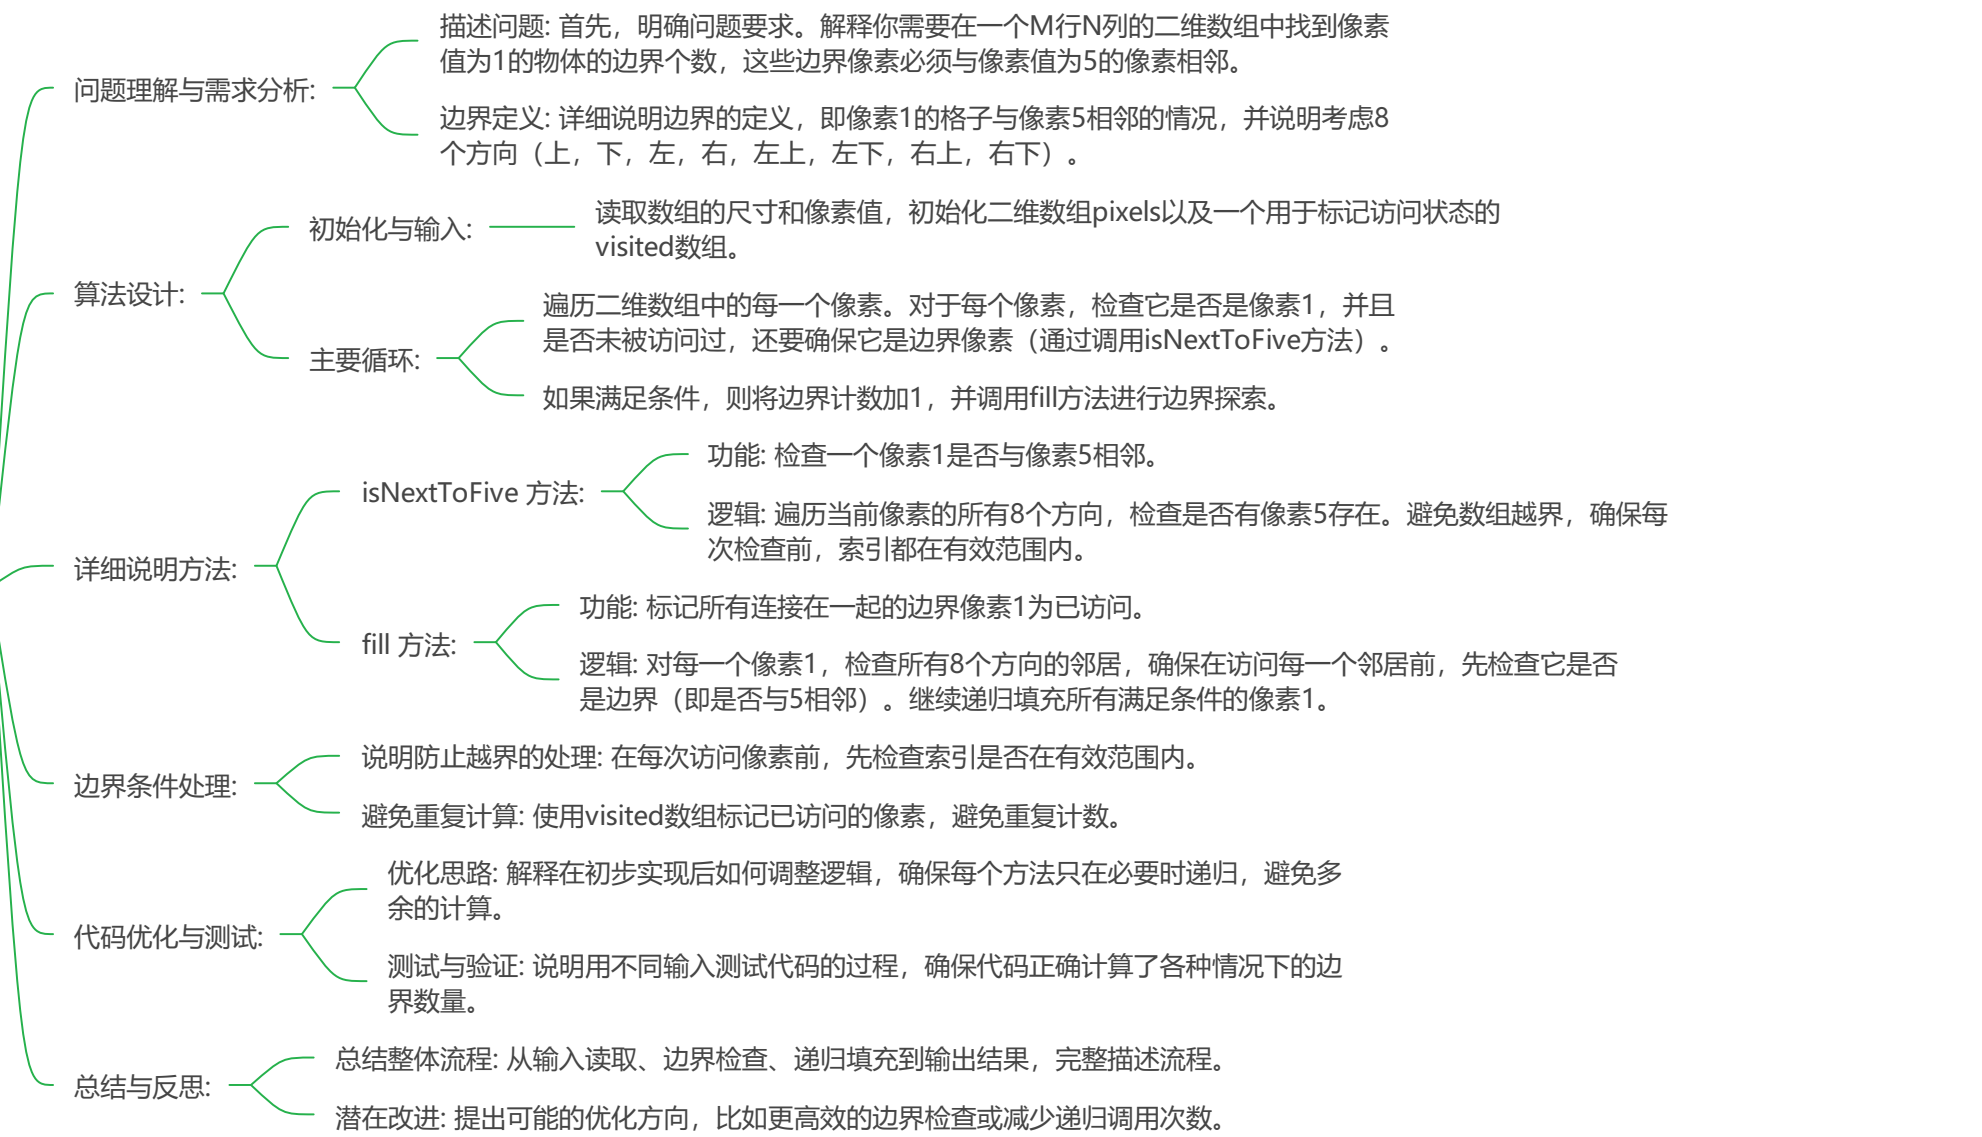 描述问题: 首先，明确问题要求。解释你需要在一个M行N列的二维数组中找到像素
值为1的物体的边界个数，这些边界像素必须与像素值为5的像素相邻。
问题理解与需求分析:
边界定义: 详细说明边界的定义，即像素1的格子与像素5相邻的情况，并说明考虑8
个方向（上，下，左，右，左上，左下，右上，右下）。
初始化与输入:
读取数组的尺寸和像素值，初始化二维数组pixels以及一个用于标记访问状态的
visited数组。
算法设计:
遍历二维数组中的每一个像素。对于每个像素，检查它是否是像素1，并且
是否未被访问过，还要确保它是边界像素（通过调用isNextToFive方法）。
主要循环:
如果满足条件，则将边界计数加1，并调用fill方法进行边界探索。
功能: 检查一个像素1是否与像素5相邻。
isNextToFive 方法:
逻辑: 遍历当前像素的所有8个方向，检查是否有像素5存在。避免数组越界，确保每
次检查前，索引都在有效范围内。
详细说明方法:
功能: 标记所有连接在一起的边界像素1为已访问。
fill 方法:
逻辑: 对每一个像素1，检查所有8个方向的邻居，确保在访问每一个邻居前，先检查它是否
是边界（即是否与5相邻）。继续递归填充所有满足条件的像素1。
说明防止越界的处理: 在每次访问像素前，先检查索引是否在有效范围内。
边界条件处理:
避免重复计算: 使用visited数组标记已访问的像素，避免重复计数。
优化思路: 解释在初步实现后如何调整逻辑，确保每个方法只在必要时递归，避免多
余的计算。
代码优化与测试:
测试与验证: 说明用不同输入测试代码的过程，确保代码正确计算了各种情况下的边
界数量。
总结整体流程: 从输入读取、边界检查、递归填充到输出结果，完整描述流程。
总结与反思:
潜在改进: 提出可能的优化方向，比如更高效的边界检查或减少递归调用次数。